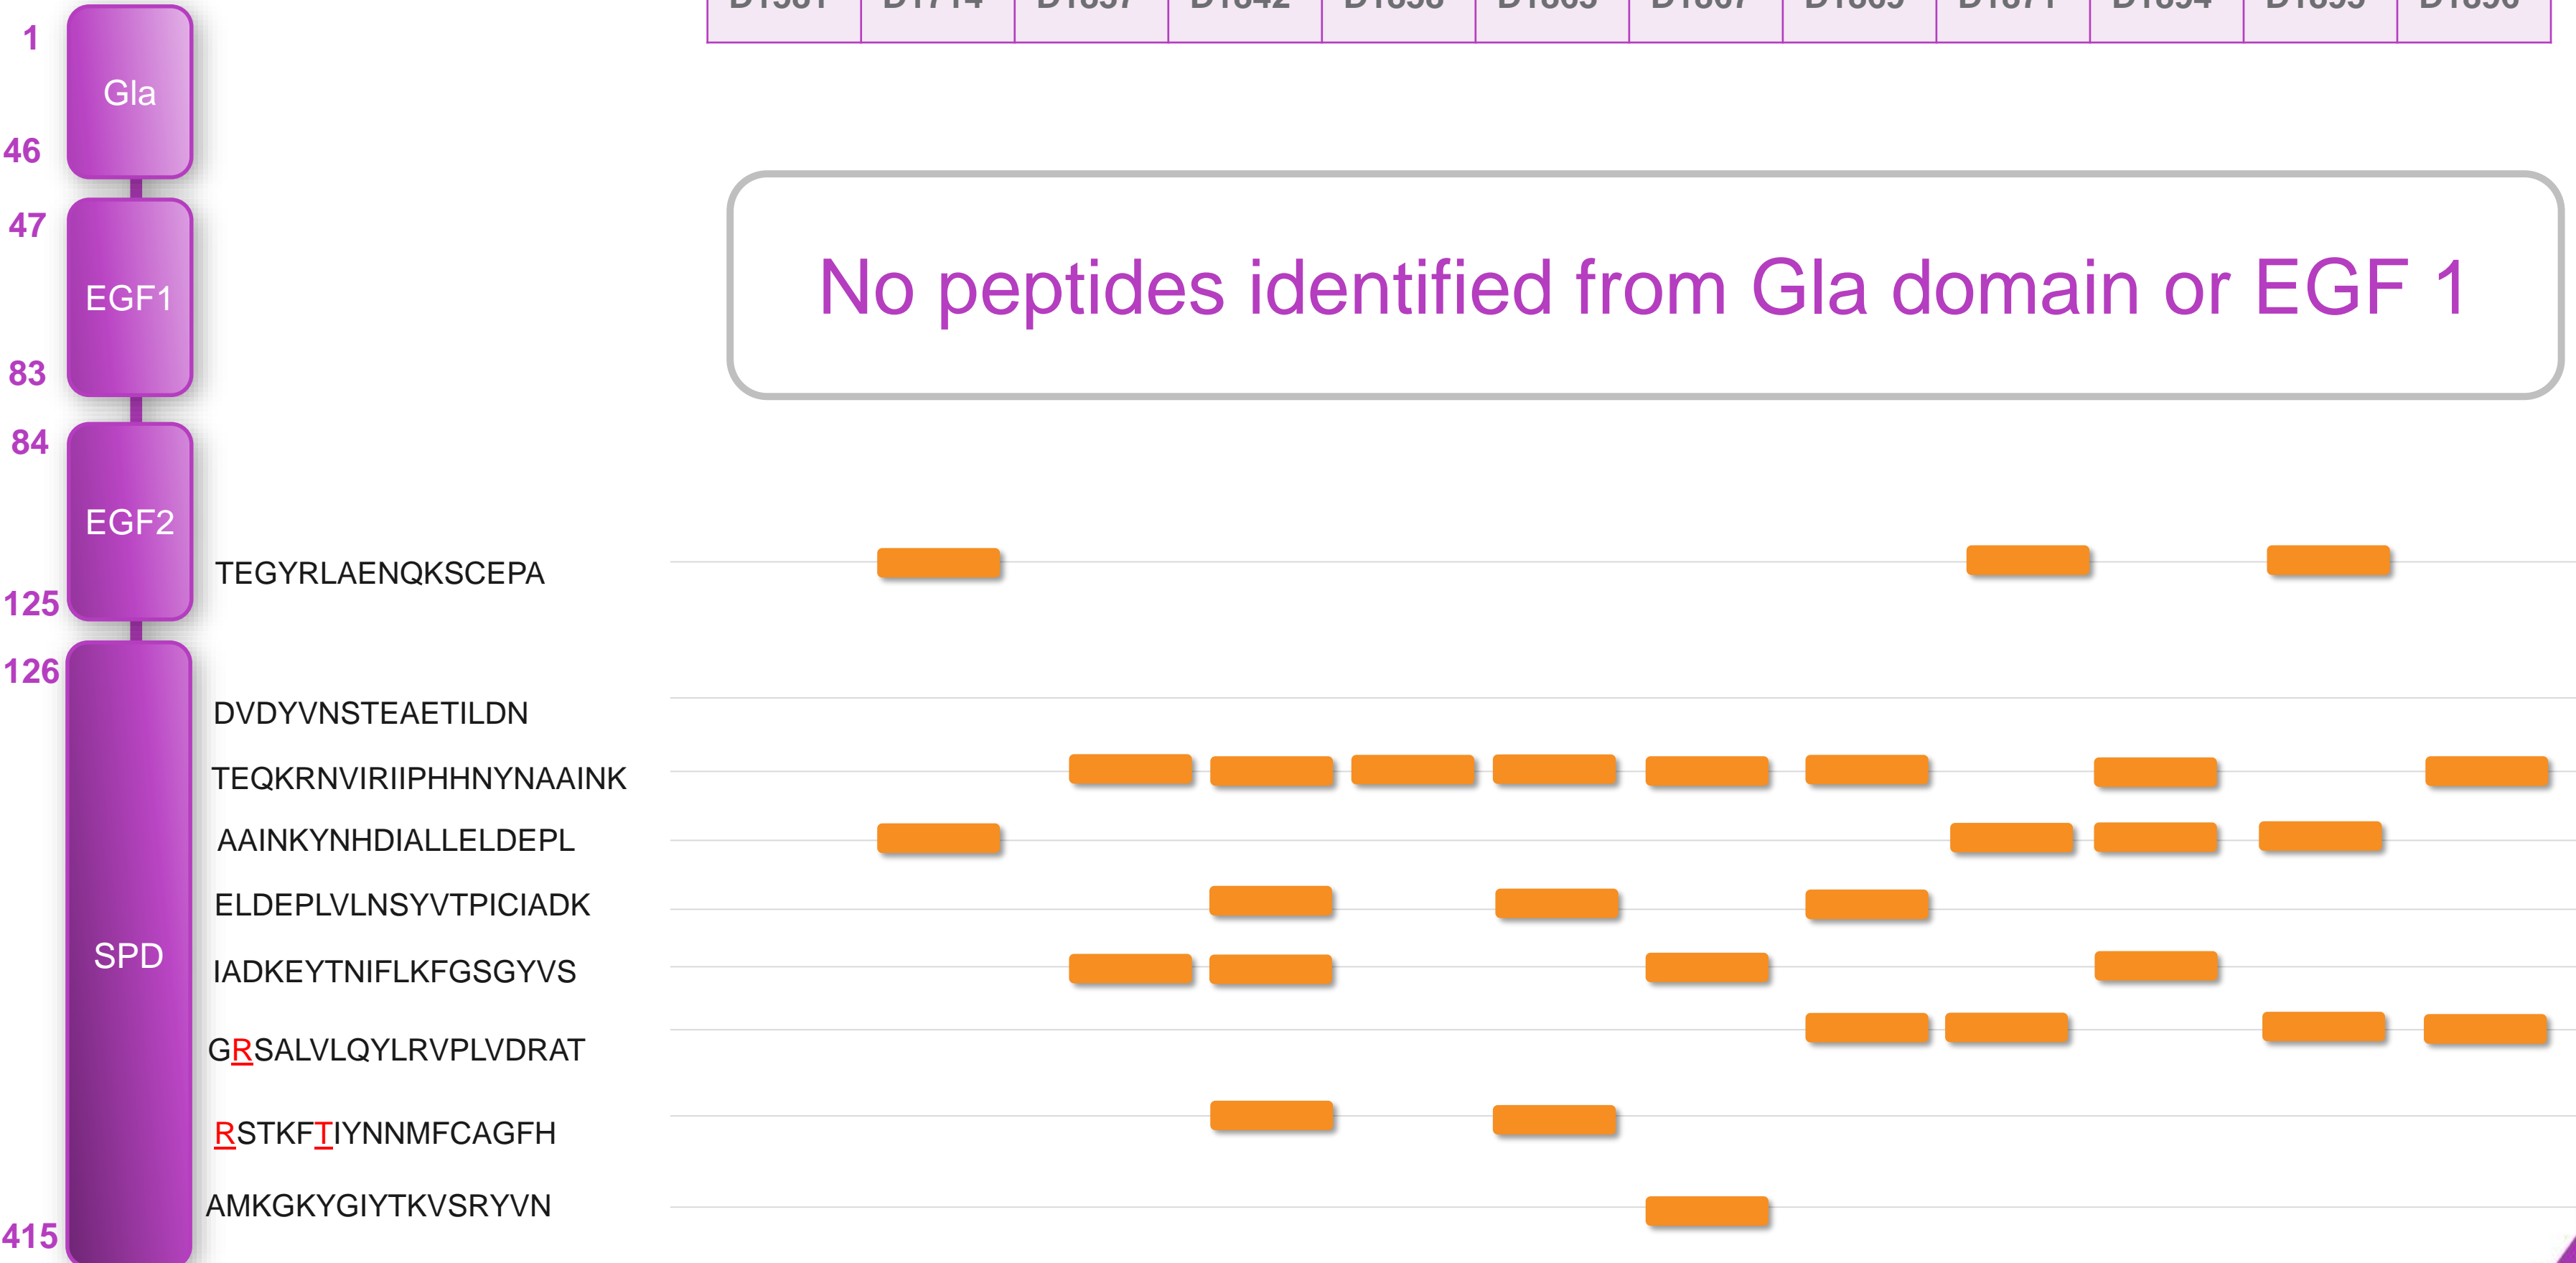 1
Gla
46
47
No peptides identified from Gla domain or EGF 1
EGF1
83
84
EGF2
TEGYRLAENQKSCEPA
125
126
DVDYVNSTEAETILDN
TEQKRNVIRIIPHHNYNAAINK
AAINKYNHDIALLELDEPL
ELDEPLVLNSYVTPICIADK
SPD
IADKEYTNIFLKFGSGYVS
GRSALVLQYLRVPLVDRAT
RSTKFTIYNNMFCAGFH
AMKGKYGIYTKVSRYVN
415